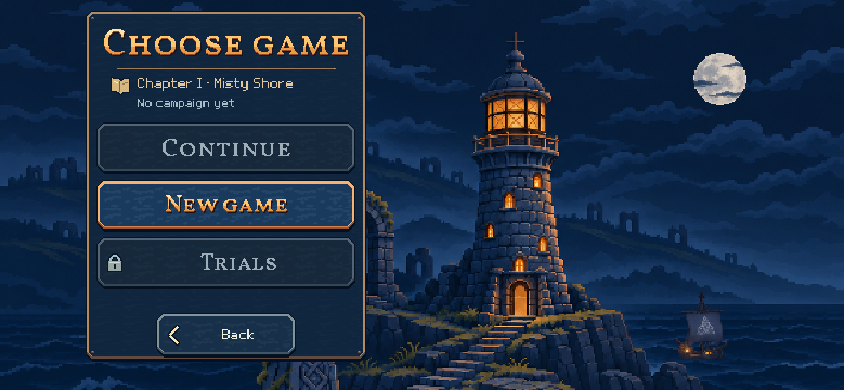 Choose game
Chapter I · Misty Shore
No campaign yet
Continue
New game
Trials
Back